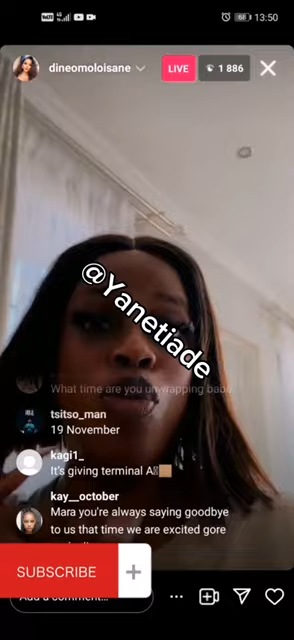 13:50
dineomoloisane
LIVE
1 886
@Yanetiade
What time are you unwrapping babe
tsitso_man
19 November
kagi1_
It's giving terminal A
kay__october
Mara you're always saying goodbye
to us that time we are excited gore
SUBSCRIBE +
Add a comment...